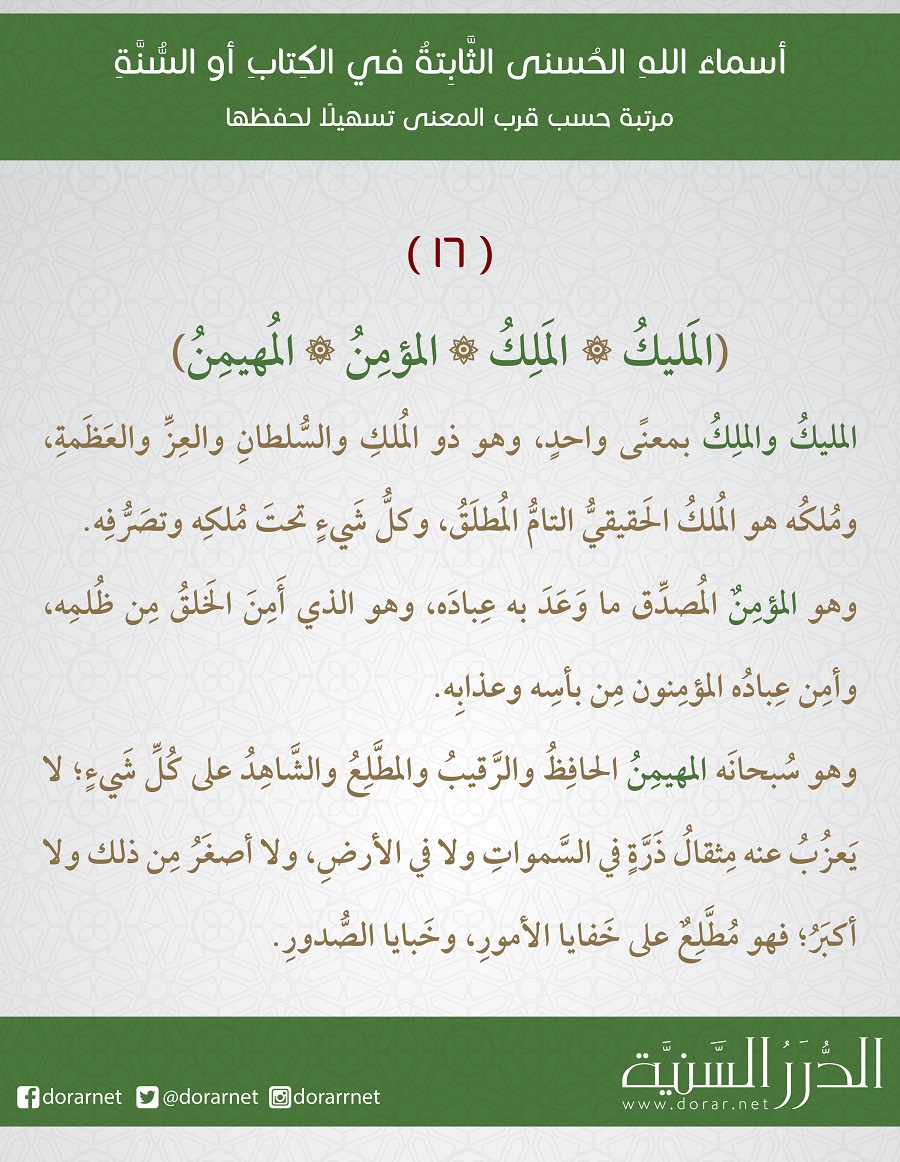 أسماءُ اللهِ الحُسنى الثَّابِتةُ في الكِتابِ أو السُّنَّةِ
مرتبة حسب قرب المعنى تسهيلًا لحفظها
( ١٦ )
(المَليكُ ۞ المَلِكُ ۞ المؤمِنُ ۞ المُهيمِنُ)
المليكُ والملِكُ بمعنًى واحدٍ، وهو ذو المُلكِ والسُّلطانِ والعِزِّ والعَظَمةِ،
ومُلكُه هو المُلكُ الحَقيقيُّ التامُّ المُطلَقُ، وكلُّ شَيءٍ تحتَ مُلكِه وتصَرُّفِه.
وهو المؤمِنُ المُصدِّق ما وَعَدَ به عِبادَه، وهو الذي أَمِنَ الخَلقُ مِن ظُلمِه،
وأمِن عِبادُه المؤمِنون مِن بأسِه وعذابِه.
وهو سُبحانَه المهيمِنُ الحافِظُ والرَّقيبُ والمطَّلِعُ والشَّاهِدُ على كُلِّ شَيءٍ؛ لا
يَعزُبُ عنه مِثقالُ ذَرَّةٍ في السَّمواتِ ولا في الأرضِ، ولا أصغَرُ مِن ذلك ولا
أكبَرُ؛ فهو مُطَّلِعٌ على خَفايا الأمورِ، وخَبايا الصُّدورِ.
الدُّرَرُ السَّنيَّة
www.dorar.net
dorarnet @dorarnet dorarrnet